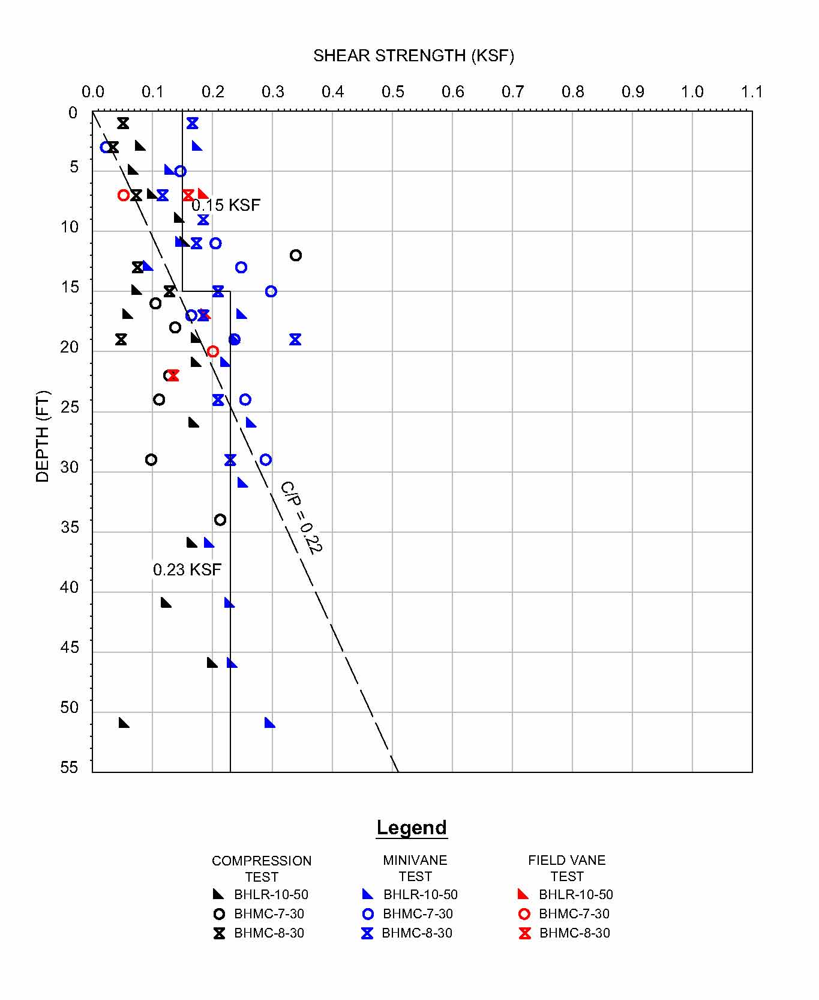 SHEAR STRENGTH (KSF)
0.0 0.1 0.2 0.3 0.4 0.5 0.6 0.7 0.8 0.9 1.0 1.1
0
5
0.15 KSF
10
15
20
DEPTH (FT)
25
30
C/P = 0.22
35
0.23 KSF
40
45
50
55
Legend
COMPRESSION MINIVANE FIELD VANE
TEST TEST TEST
BHLR-10-50 BHLR-10-50 BHLR-10-50
BHMC-7-30 BHMC-7-30 BHMC-7-30
BHMC-8-30 BHMC-8-30 BHMC-8-30